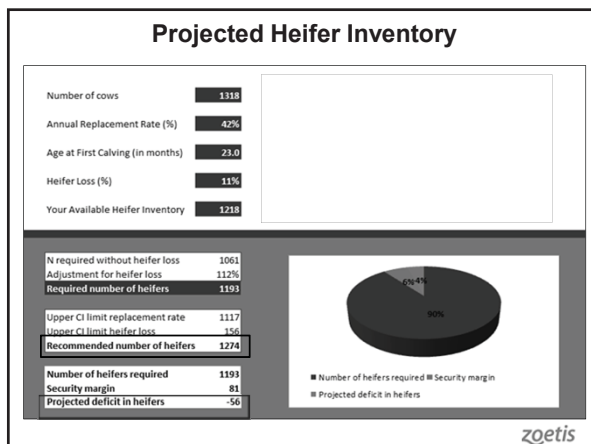 Projected Heifer Inventory
Number of cows 1318
Annual Replacement Rate (%) 42%
Age at First Calving (in months) 23.0
Heifer Loss (%) 11%
Your Available Heifer Inventory 1218
N required without heifer loss 1061
Adjustment for heifer loss 112%
Required number of heifers 1193
Upper CI limit replacement rate 1117
Upper CI limit heifer loss 156
Recommended number of heifers 1274
Number of heifers required 1193
Security margin 81
Projected deficit in heifers -56
6% 4%
90%
Number of heifers required Security margin
Projected deficit in heifers
zoetis